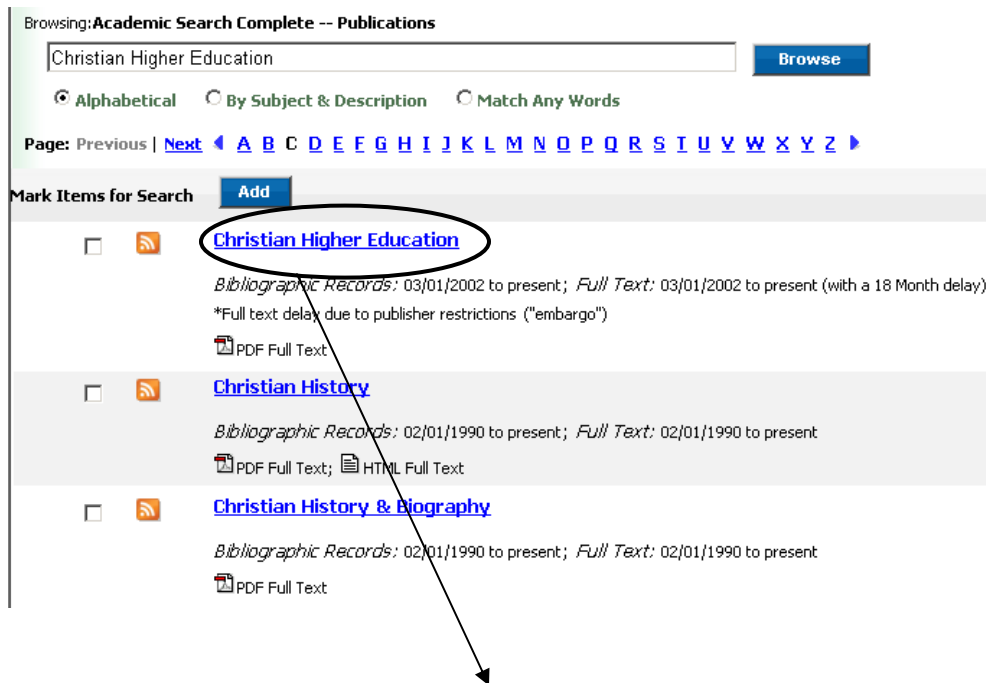 Browsing:Academic Search Complete -- Publications
Christian Higher Education Browse
Alphabetical By Subject & Description Match Any Words
Page: Previous | Next A B C D E F G H I J K L M N O P Q R S T U V W X Y Z
Mark Items for Search Add
Christian Higher Education
Bibliographic Records: 03/01/2002 to present; Full Text: 03/01/2002 to present (with a 18 Month delay)
*Full text delay due to publisher restrictions ("embargo")
PDF Full Text
Christian History
Bibliographic Records: 02/01/1990 to present; Full Text: 02/01/1990 to present
PDF Full Text; HTML Full Text
Christian History & Biography
Bibliographic Records: 02/01/1990 to present; Full Text: 02/01/1990 to present
PDF Full Text